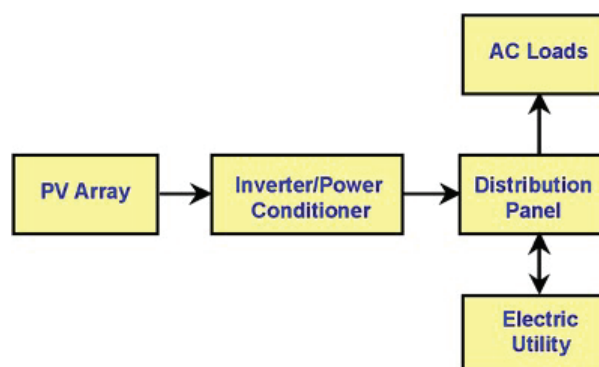 AC Loads
PV Array
Inverter/Power
Conditioner
Distribution
Panel
Electric
Utility